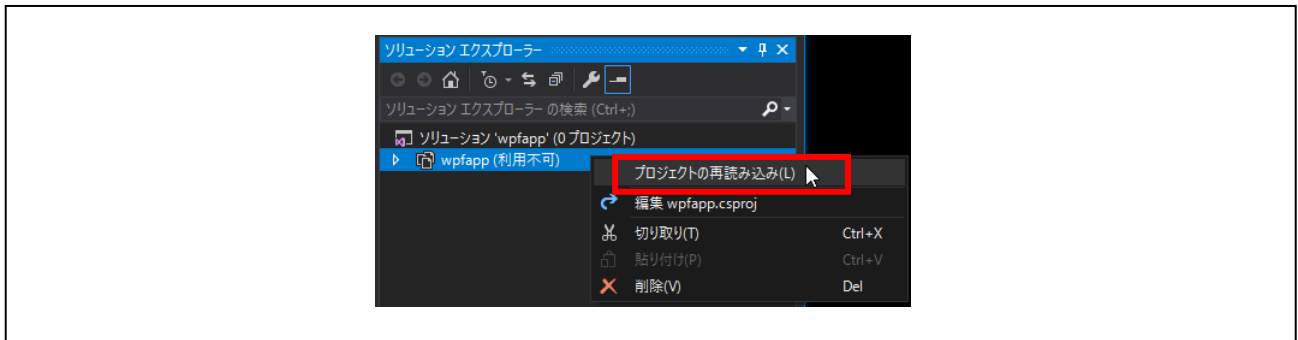 ソリューション エクスプローラー
ソリューション エクスプローラー の検索 (Ctrl+;)
ソリューション 'wpfapp' (0 プロジェクト)
wpfapp (利用不可)
プロジェクトの再読み込み(L)
編集 wpfapp.csproj
切り取り(T) Ctrl+X
貼り付け(P) Ctrl+V
削除(V) Del